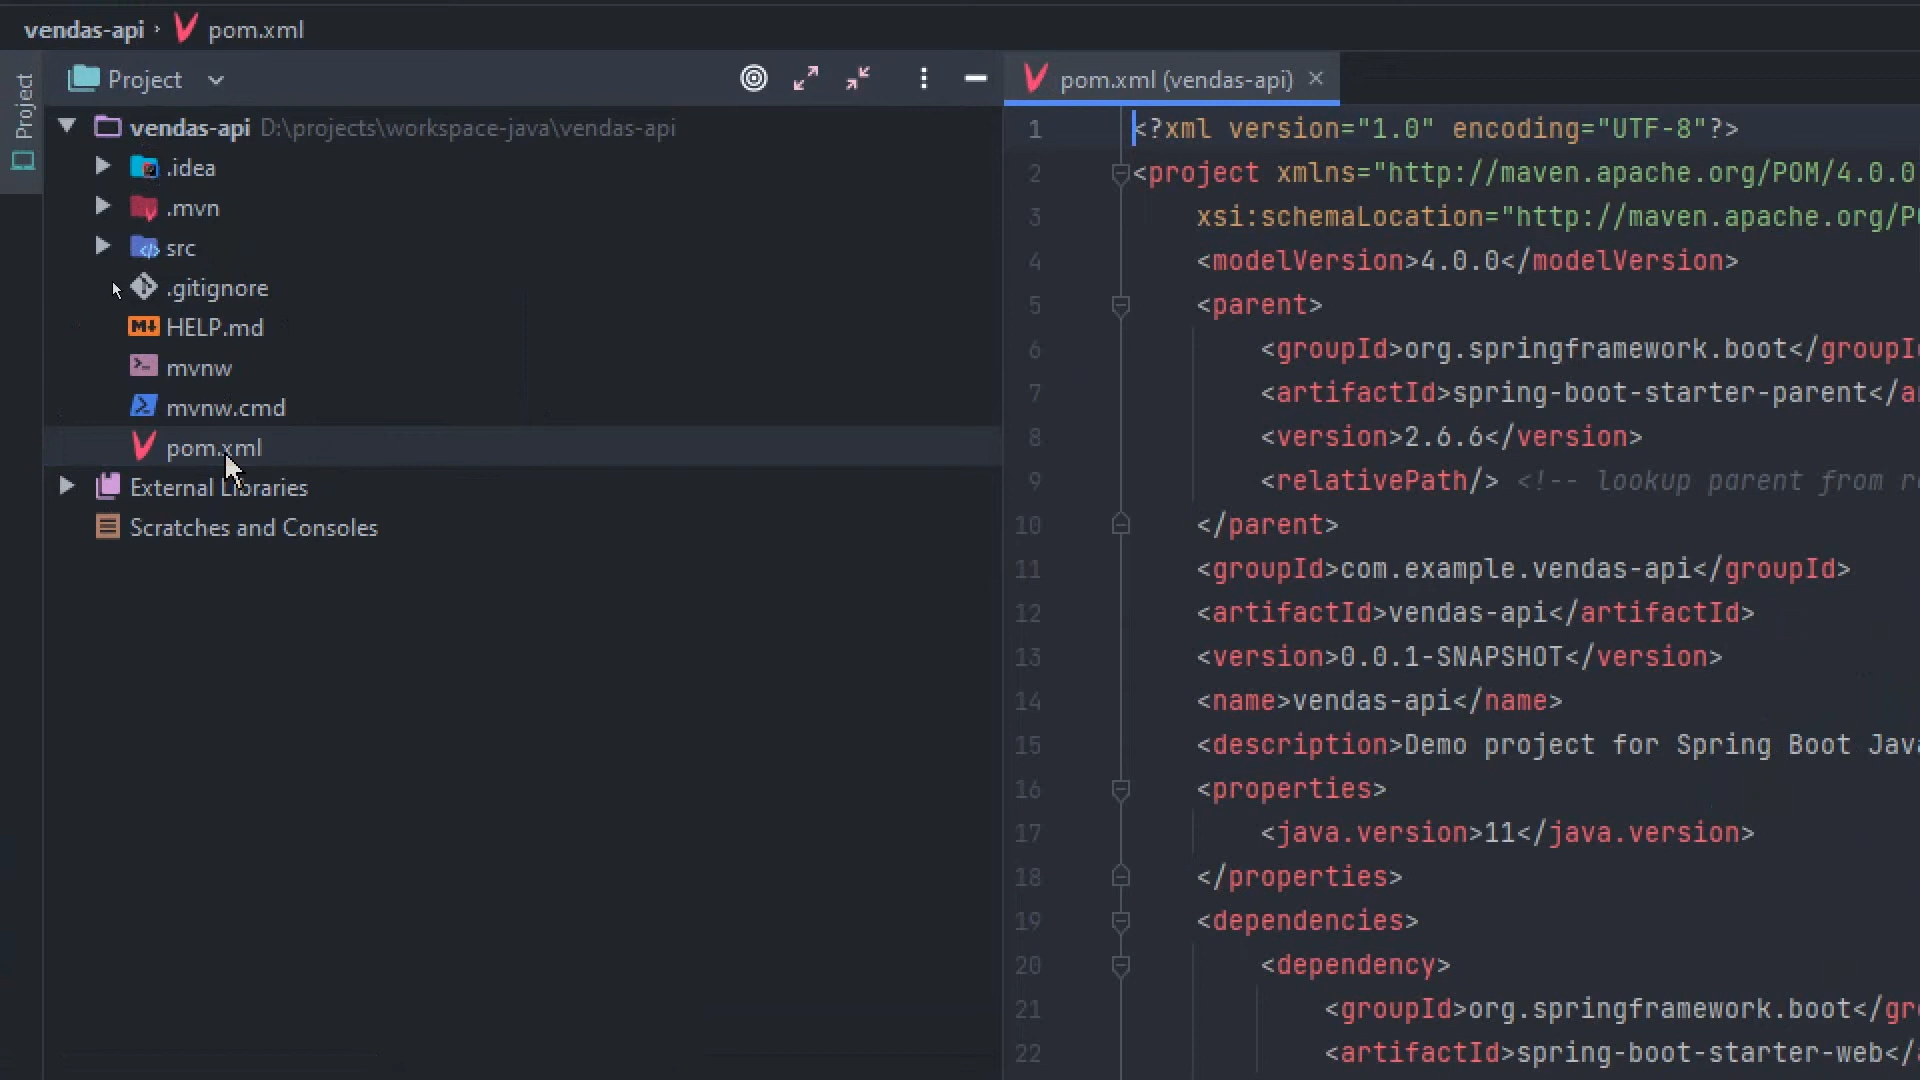 vendas-api › pom.xml
Project
Project
vendas-api D:\projects\workspace-java\vendas-api
.idea
.mvn
src
.gitignore
HELP.md
mvnw
mvnw.cmd
pom.xml
External Libraries
Scratches and Consoles
pom.xml (vendas-api)
1 <?xml version="1.0" encoding="UTF-8"?>
2 <project xmlns="http://maven.apache.org/POM/4.0.0
3 xsi:schemaLocation="http://maven.apache.org/P
4 <modelVersion>4.0.0</modelVersion>
5 <parent>
6 <groupId>org.springframework.boot</groupI
7 <artifactId>spring-boot-starter-parent</a
8 <version>2.6.6</version>
9 <relativePath/> <!-- lookup parent from r
10 </parent>
11 <groupId>com.example.vendas-api</groupId>
12 <artifactId>vendas-api</artifactId>
13 <version>0.0.1-SNAPSHOT</version>
14 <name>vendas-api</name>
15 <description>Demo project for Spring Boot Jav
16 <properties>
17 <java.version>11</java.version>
18 </properties>
19 <dependencies>
20 <dependency>
21 <groupId>org.springframework.boot</gr
22 <artifactId>spring-boot-starter-web</